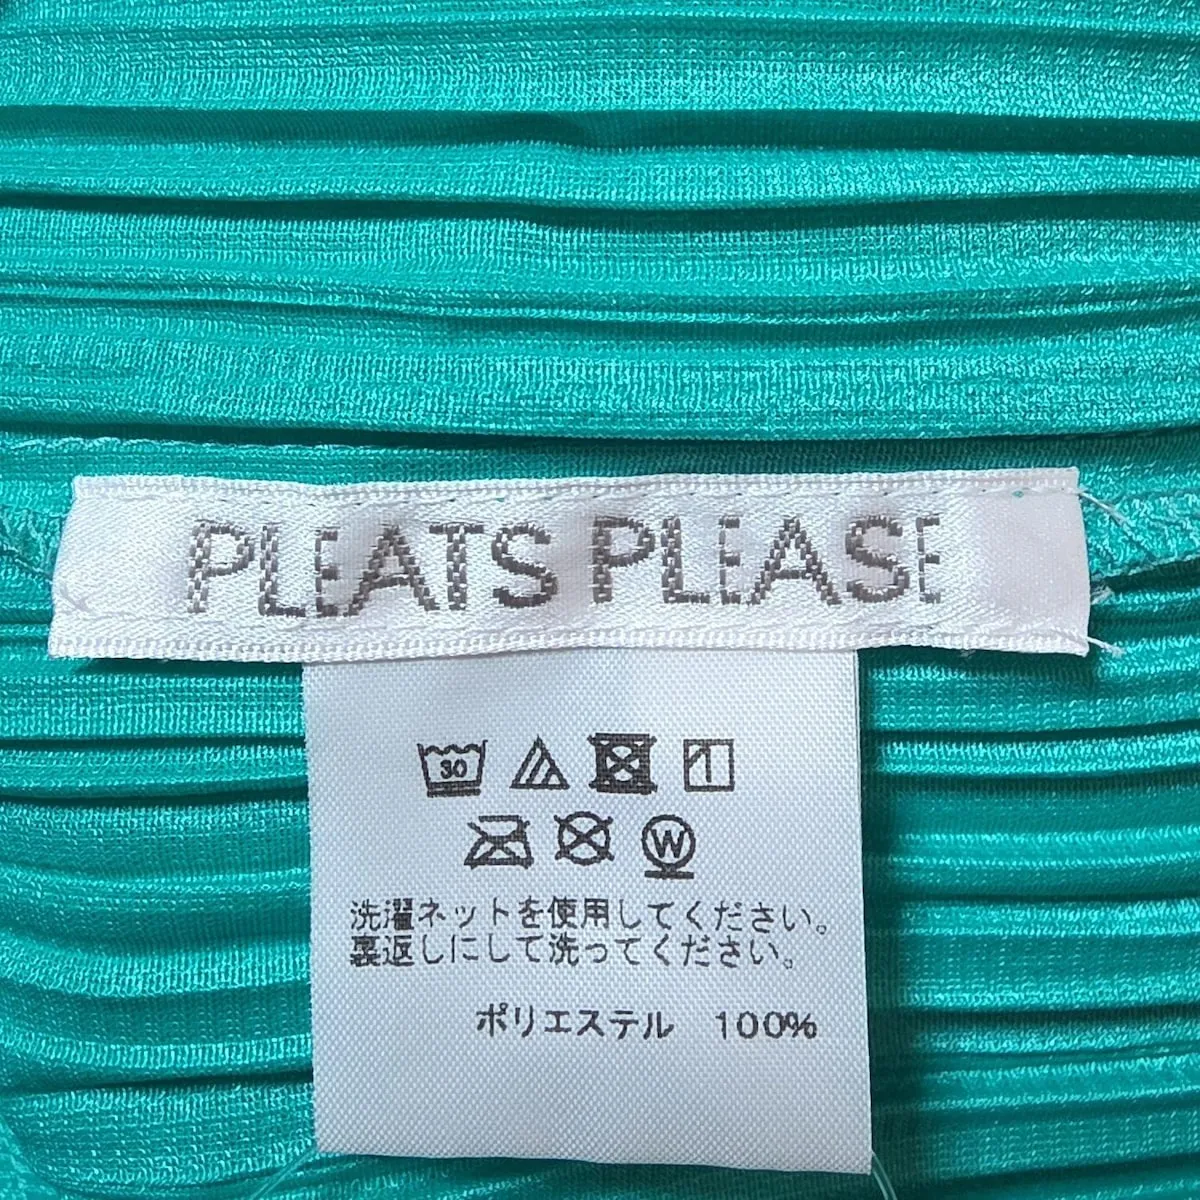 PLEATS PLEASE
30
W
洗濯ネットを使用してください。
裏返しにして洗ってください。
ポリエステル 100%